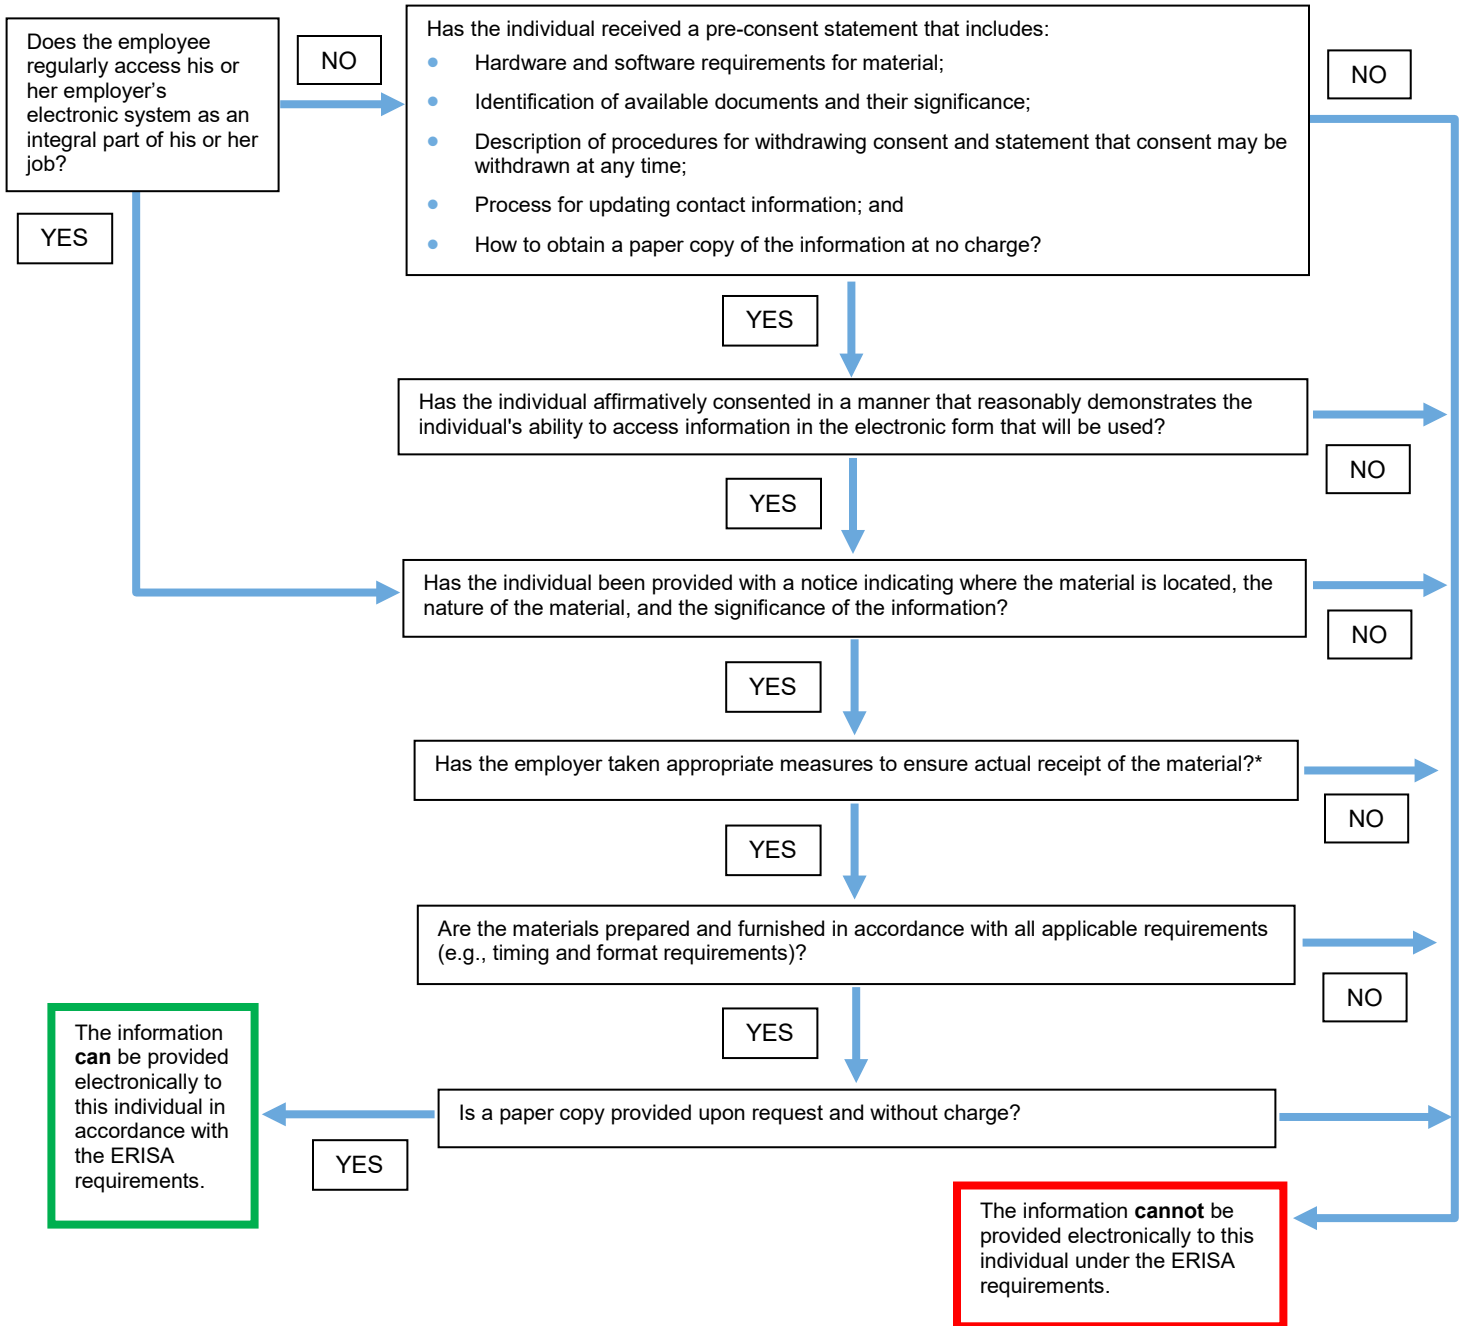 Does the employee
regularly access his or
her employer's
electronic system as an
integral part of his or her
job?
NO
Has the individual received a pre-consent statement that includes:
Hardware and software requirements for material;
Identification of available documents and their significance;
Description of procedures for withdrawing consent and statement that consent may be
withdrawn at any time;
Process for updating contact information; and
How to obtain a paper copy of the information at no charge?
NO
YES
YES
Has the individual affirmatively consented in a manner that reasonably demonstrates the
individual's ability to access information in the electronic form that will be used?
NO
YES
Has the individual been provided with a notice indicating where the material is located, the
nature of the material, and the significance of the information?
NO
YES
Has the employer taken appropriate measures to ensure actual receipt of the material?*
NO
YES
Are the materials prepared and furnished in accordance with all applicable requirements
(e.g., timing and format requirements)?
NO
YES
The information
can be provided
electronically to
this individual in
accordance with
the ERISA
requirements.
Is a paper copy provided upon request and without charge?
YES
The information cannot be
provided electronically to this
individual under the ERISA
requirements.